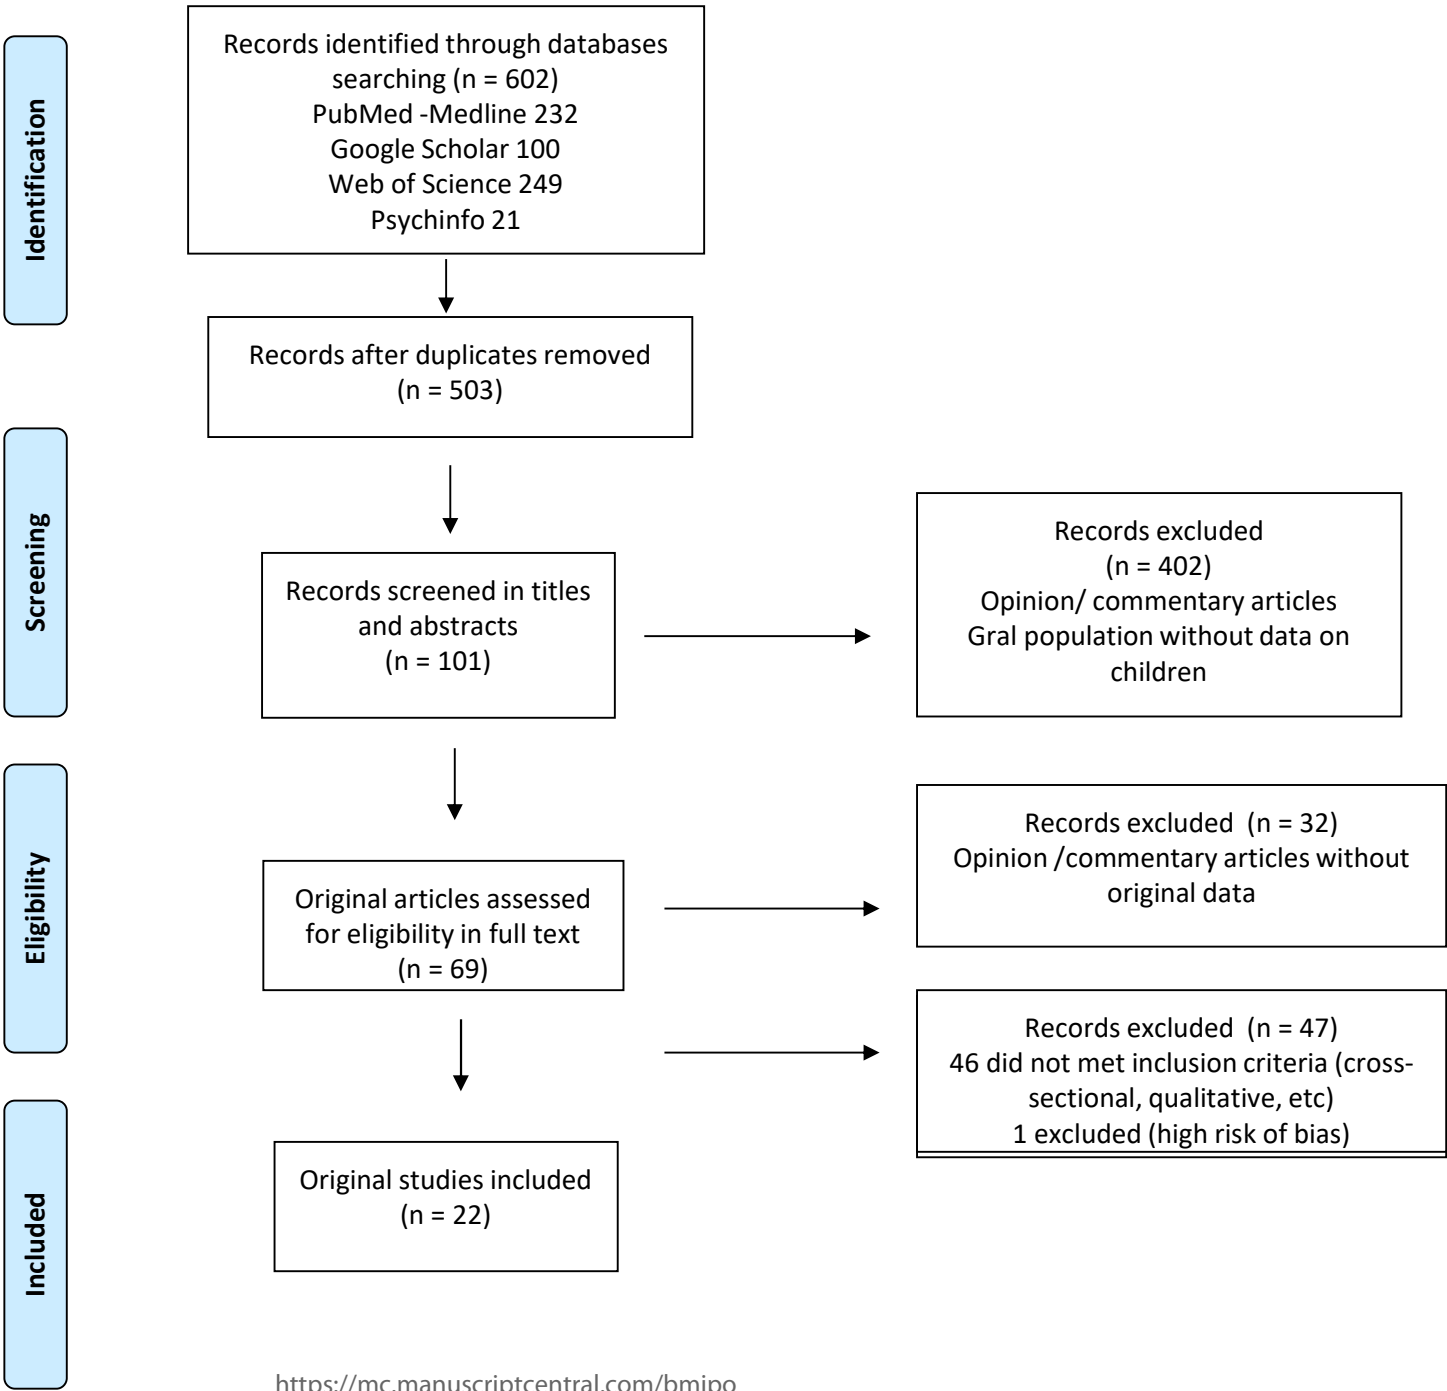 Identification
Records identified through databases
searching (n = 602)
PubMed -Medline 232
Google Scholar 100
Web of Science 249
Psychinfo 21
Records after duplicates removed
(n = 503)
Screening
Records screened in titles
and abstracts
(n = 101)
Records excluded
(n = 402)
Opinion/ commentary articles
Gral population without data on
children
Eligibility
Original articles assessed
for eligibility in full text
(n = 69)
Records excluded (n = 32)
Opinion /commentary articles without
original data
Records excluded (n = 47)
46 did not met inclusion criteria (cross-
sectional, qualitative, etc)
1 excluded (high risk of bias)
Included
Original studies included
(n = 22)
https://mc.manuscriptcentral.com/bmjpo